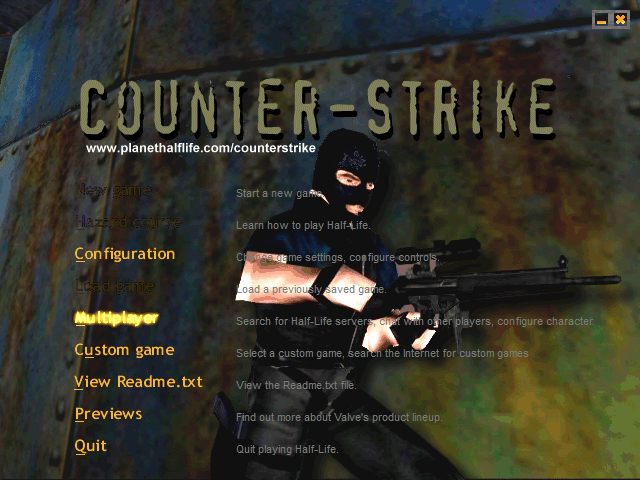 COUNTER-STRIKE
www.planethalflife.com/counterstrike
New game Start a new game.
Hazard course Learn how to play Half-Life.
Configuration Change game settings, configure controls.
Load game Load a previously saved game.
Multiplayer Search for Half-Life servers, chat with other players, configure character.
Custom game Select a custom game, search the Internet for custom games
View Readme.txt View the Readme.txt file.
Previews Find out more about Valve's product lineup.
Quit Quit playing Half-Life.